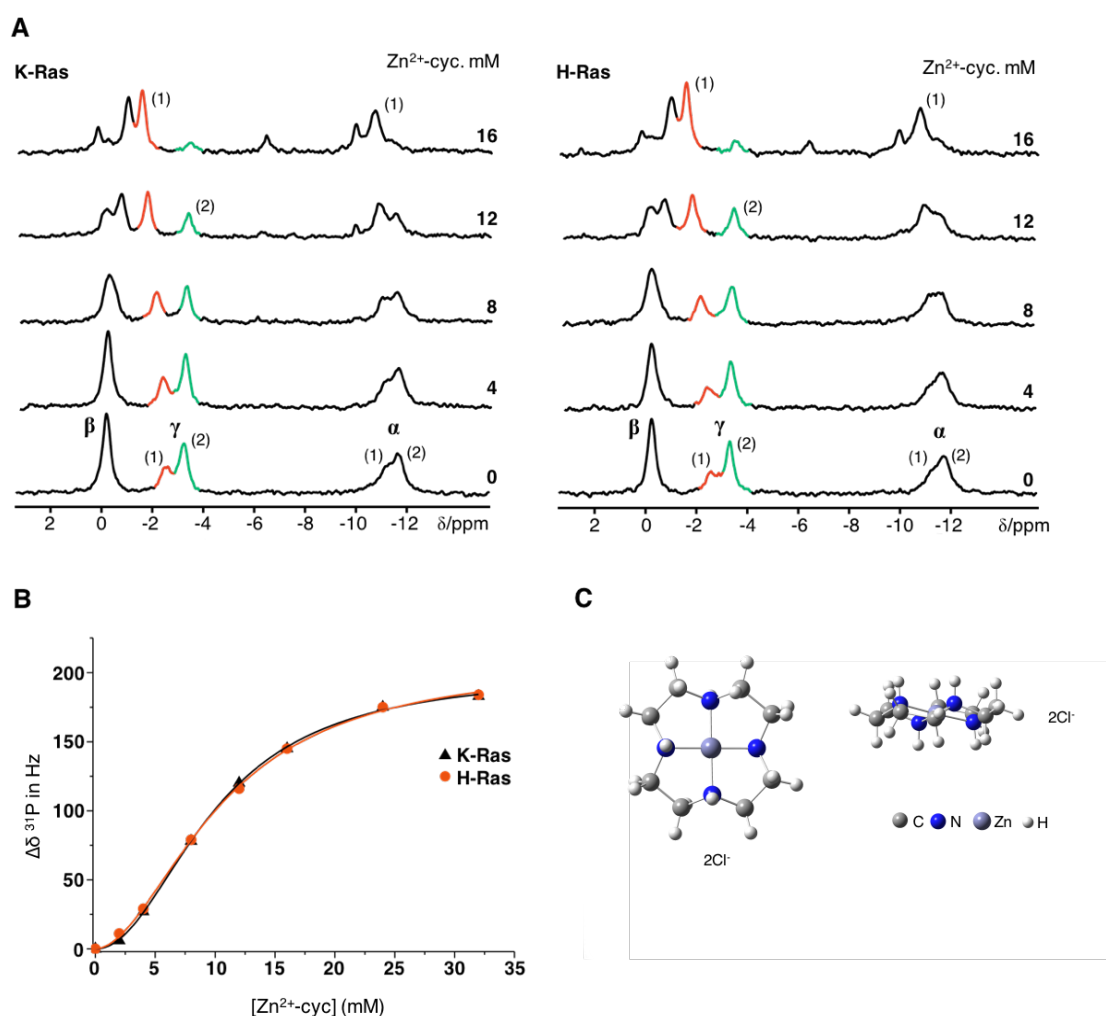 A
K-Ras
Zn²⁺-cyc. mM
(1)
(1)
16
(2)
12
8
4
β
γ
α
(1)
(2)
(1)
(2)
0
2 0 -2 -4 -6 -8 -10 -12 δ/ppm
H-Ras
Zn²⁺-cyc. mM
(1)
(1)
16
(2)
12
8
4
β
γ
α
(1)
(2)
(1)
(2)
0
2 0 -2 -4 -6 -8 -10 -12 δ/ppm
B
Δδ ³¹P in Hz
200
150
100
50
0
K-Ras
H-Ras
0 5 10 15 20 25 30 35
[Zn²⁺-cyc] (mM)
C
2Cl⁻
2Cl⁻
C N Zn H